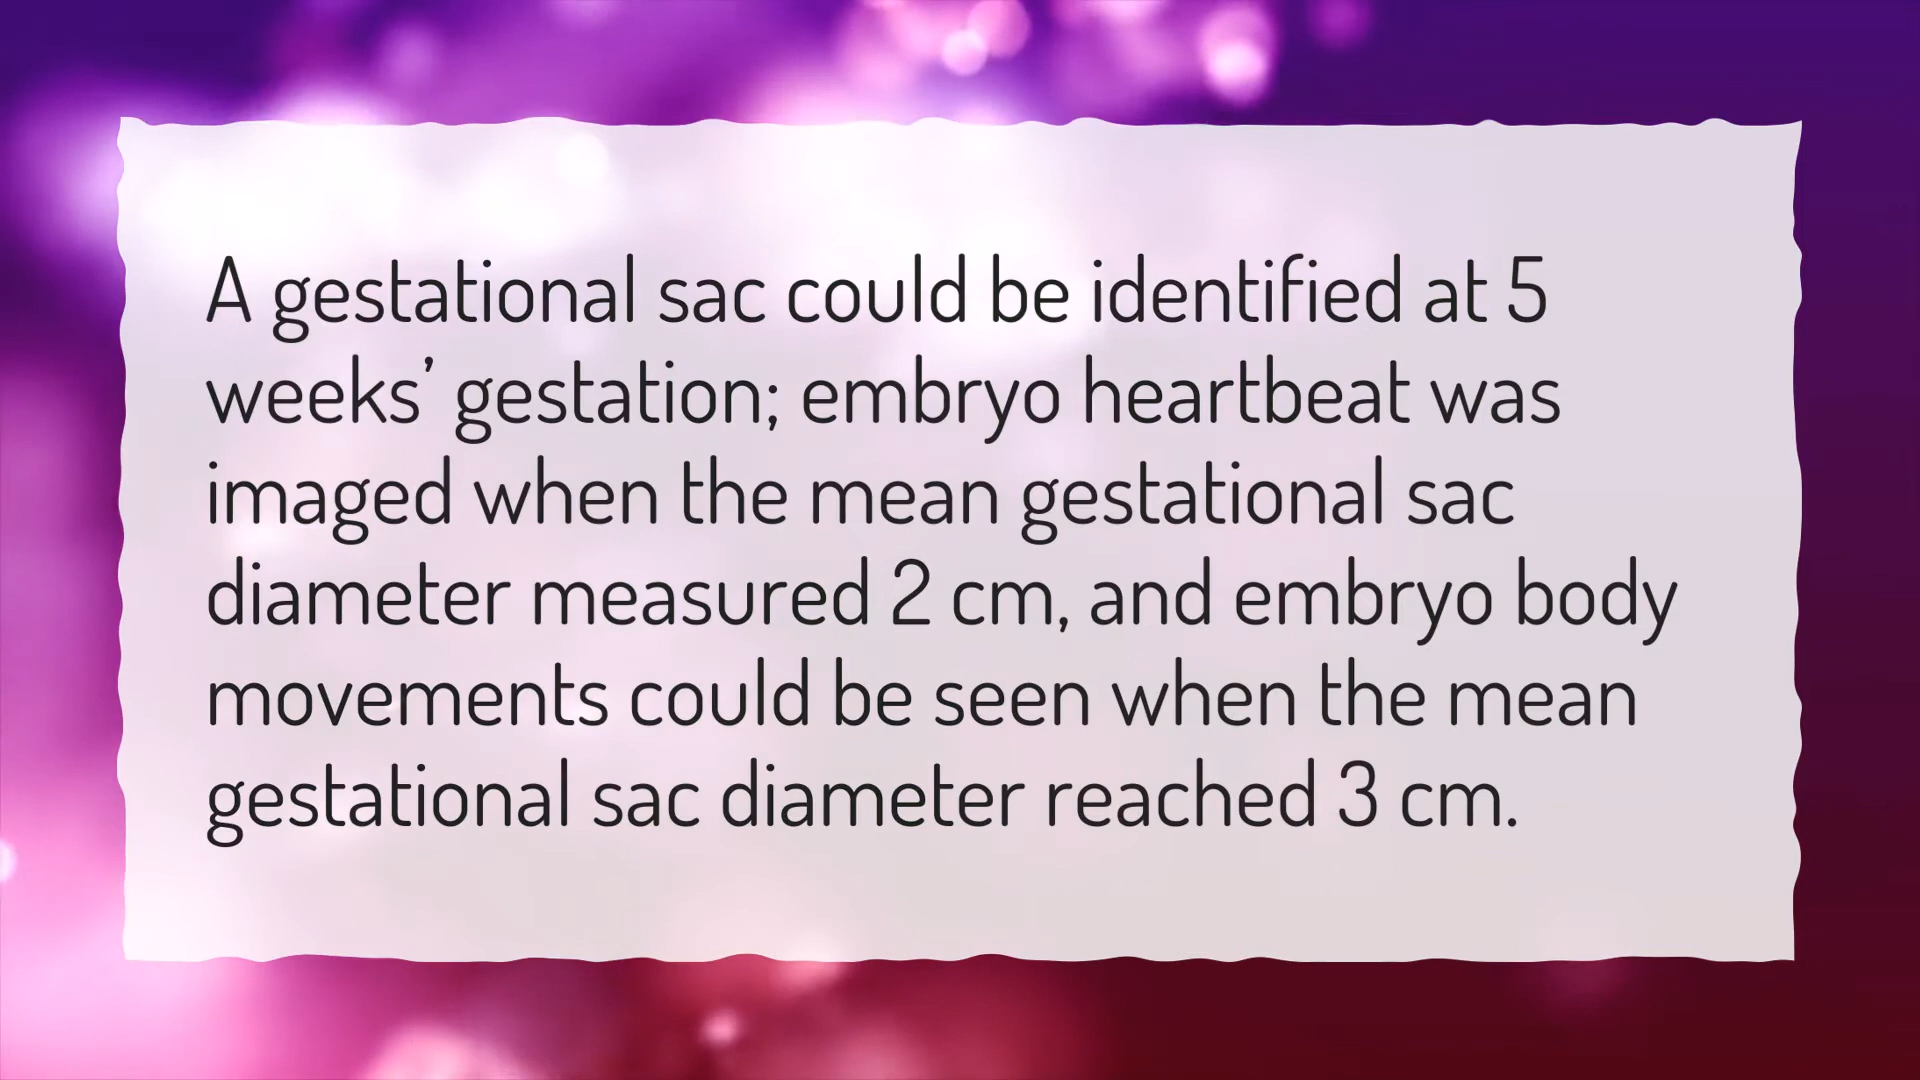 A gestational sac could be identified at 5
weeks’ gestation; embryo heartbeat was
imaged when the mean gestational sac
diameter measured 2 cm, and embryo body
movements could be seen when the mean
gestational sac diameter reached 3 cm.